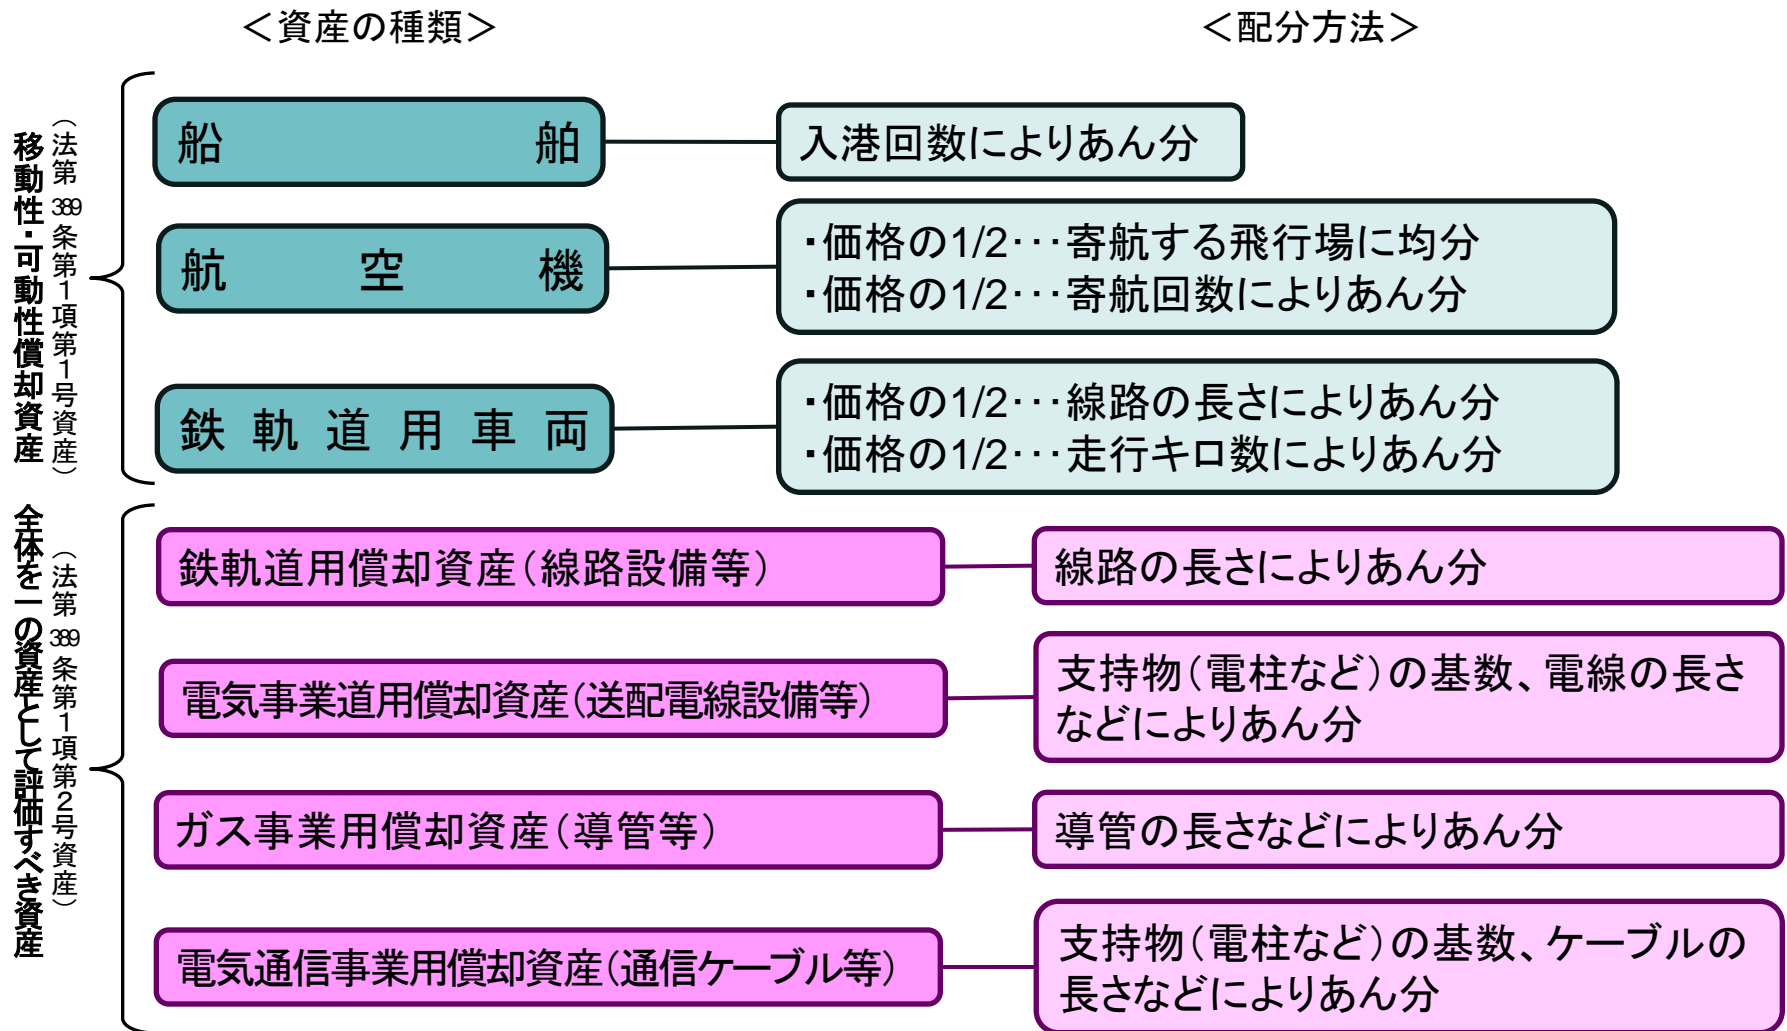 ＜資産の種類＞
＜配分方法＞
移動性・可動性償却資産
（法第389条第１項第１号資産）
船舶
入港回数によりあん分
航空機
・価格の1/2･･･寄航する飛行場に均分
・価格の1/2･･･寄航回数によりあん分
鉄軌道用車両
・価格の1/2･･･線路の長さによりあん分
・価格の1/2･･･走行キロ数によりあん分
全体を一の資産として評価すべき資産
（法第389条第１項第２号資産）
鉄軌道用償却資産（線路設備等）
線路の長さによりあん分
電気事業道用償却資産（送配電線設備等）
支持物（電柱など）の基数、電線の長さ
などによりあん分
ガス事業用償却資産（導管等）
導管の長さなどによりあん分
電気通信事業用償却資産（通信ケーブル等）
支持物（電柱など）の基数、ケーブルの
長さなどによりあん分